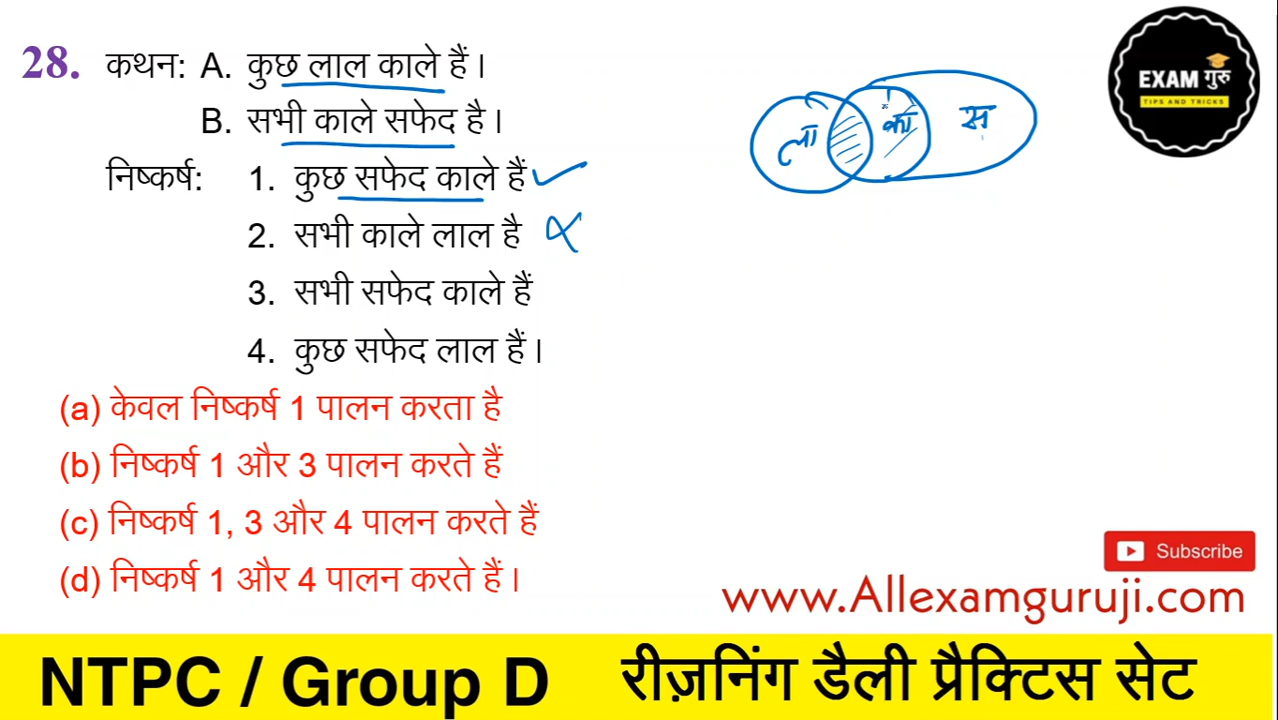 28. कथन: A. कुछ लाल काले हैं।
B. सभी काले सफेद है।
निष्कर्ष: 1. कुछ सफेद काले हैं
2. सभी काले लाल है
3. सभी सफेद काले हैं
4. कुछ सफेद लाल हैं।
(a) केवल निष्कर्ष 1 पालन करता है
(b) निष्कर्ष 1 और 3 पालन करते हैं
(c) निष्कर्ष 1, 3 और 4 पालन करते हैं
(d) निष्कर्ष 1 और 4 पालन करते हैं।
ला का स
EXAM गुरु
TIPS AND TRICKS
Subscribe
www.Allexamguruji.com
NTPC / Group D रीज़निंग डैली प्रैक्टिस सेट